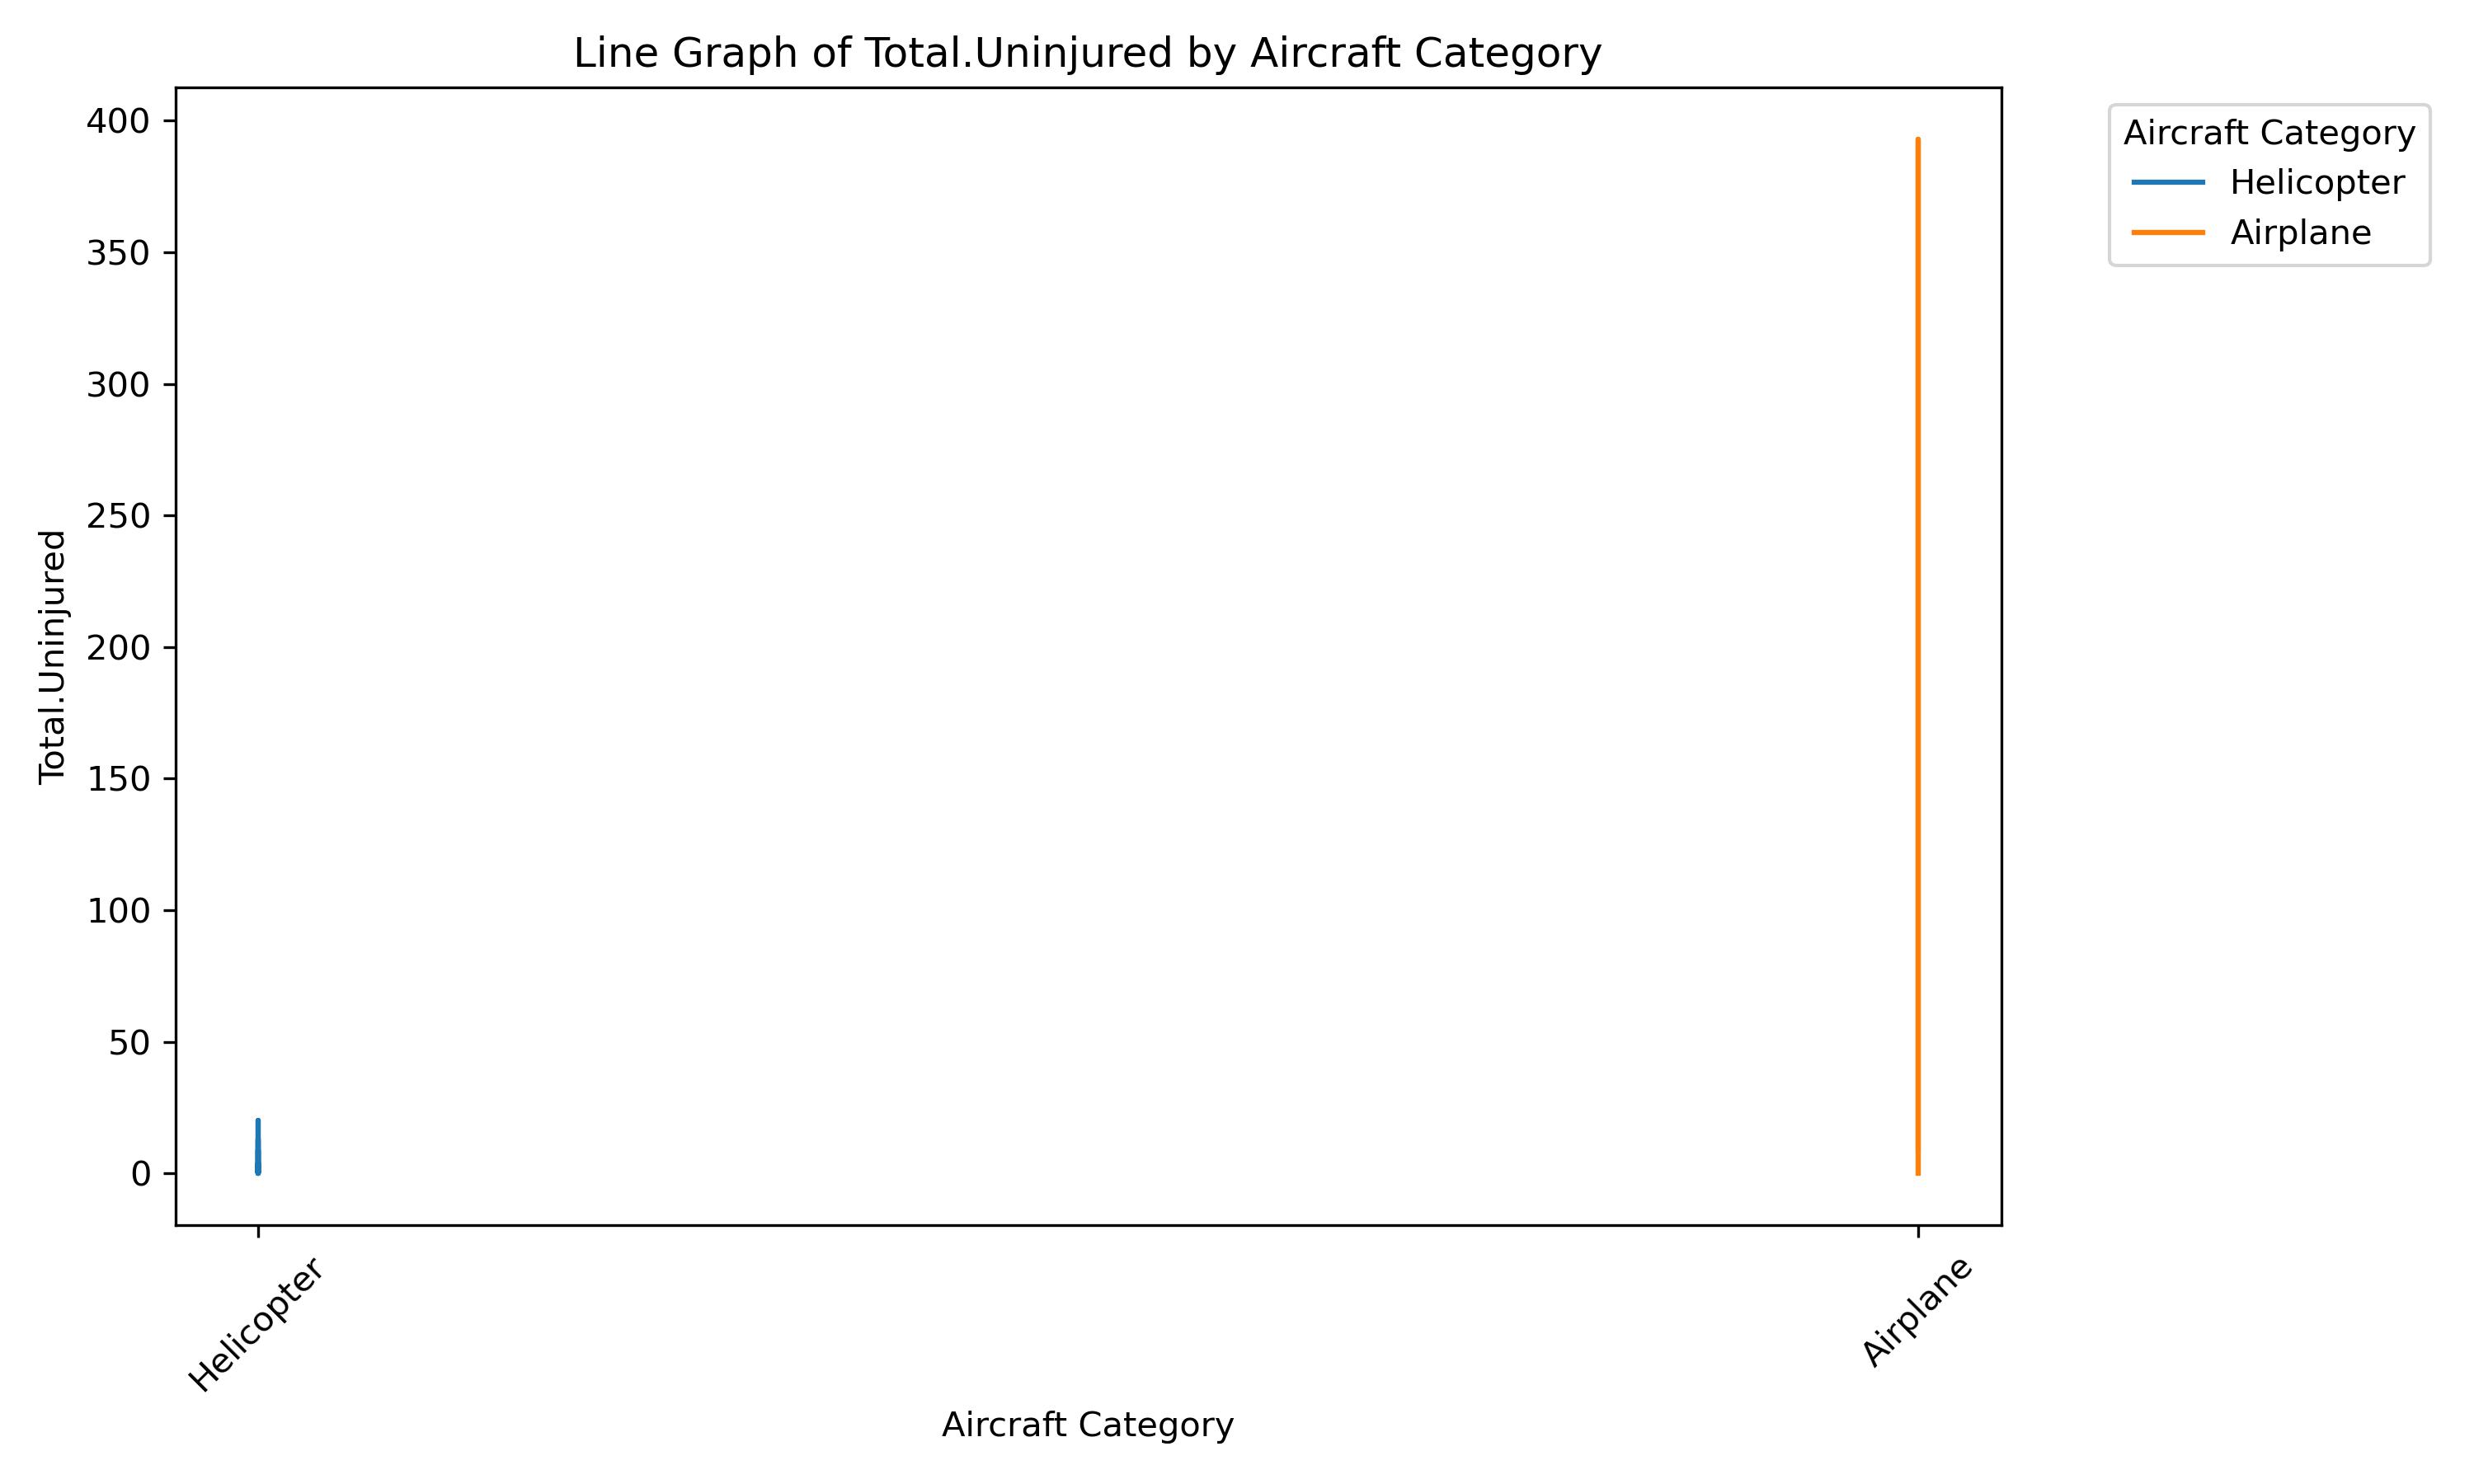 Line Graph of Total.Uninjured by Aircraft Category
Total.Uninjured
400
350
300
250
200
150
100
50
0
Helicopter
Airplane
Aircraft Category
Aircraft Category
Helicopter
Airplane